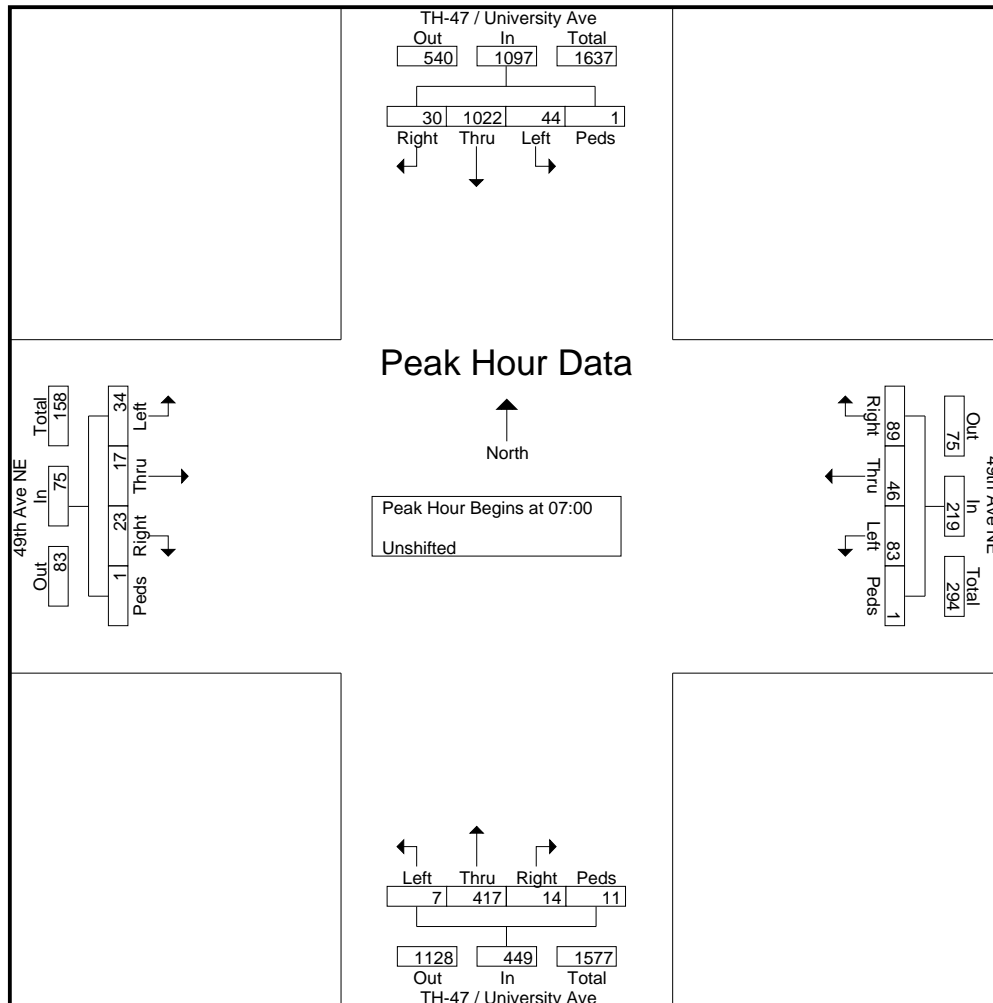 TH-47 / University Ave
Out In Total
540 1097 1637
30 1022 44 1
Right Thru Left Peds
Peak Hour Data
North
Peak Hour Begins at 07:00
Unshifted
49th Ave NE
Total In Out
158 75 83
34 17 23 1
Left Thru Right Peds
Right Thru Left Peds
89 46 83 1
Out In Total
75 219 294
49th Ave NE
Left Thru Right Peds
7 417 14 11
1128 449 1577
Out In Total
TH-47 / University Ave